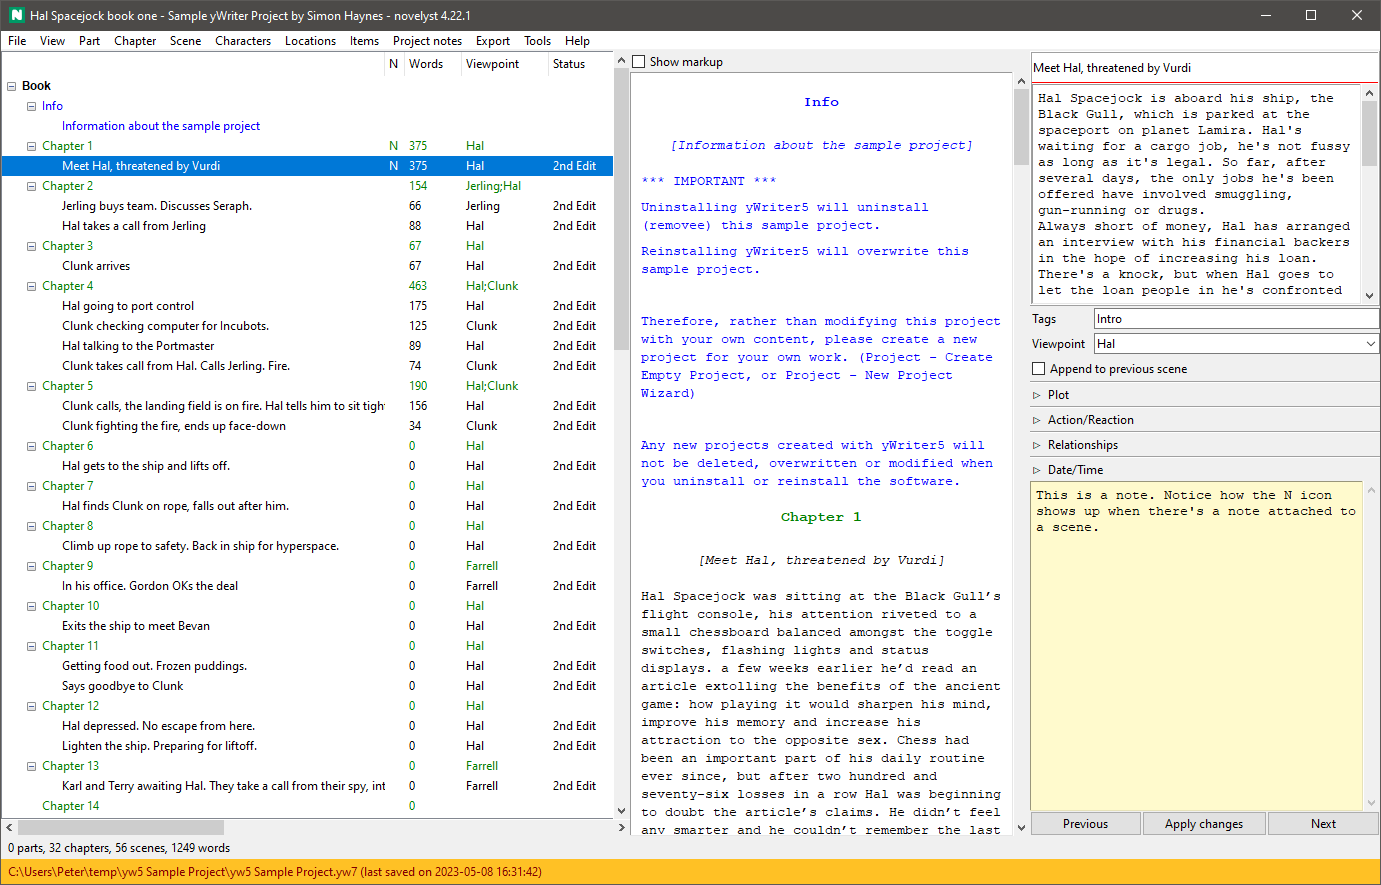 Hal Spacejock book one - Sample yWriter Project by Simon Haynes - novelyst 4.22.1
File View Part Chapter Scene Characters Locations Items Project notes Export Tools Help
N Words Viewpoint Status
Book
Info
Information about the sample project
Chapter 1 N 375 Hal
Meet Hal, threatened by Vurdi N 375 Hal 2nd Edit
Chapter 2 154 Jerling;Hal
Jerling buys team. Discusses Seraph. 66 Jerling 2nd Edit
Hal takes a call from Jerling 88 Hal 2nd Edit
Chapter 3 67 Hal
Clunk arrives 67 Hal 2nd Edit
Chapter 4 463 Hal;Clunk
Hal going to port control 175 Hal 2nd Edit
Clunk checking computer for Incubots. 125 Clunk 2nd Edit
Hal talking to the Portmaster 89 Hal 2nd Edit
Clunk takes call from Hal. Calls Jerling. Fire. 74 Clunk 2nd Edit
Chapter 5 190 Hal;Clunk
Clunk calls, the landing field is on fire. Hal tells him to sit tigh 156 Hal 2nd Edit
Clunk fighting the fire, ends up face-down 34 Clunk 2nd Edit
Chapter 6 0 Hal
Hal gets to the ship and lifts off. 0 Hal 2nd Edit
Chapter 7 0 Hal
Hal finds Clunk on rope, falls out after him. 0 Hal 2nd Edit
Chapter 8 0 Hal
Climb up rope to safety. Back in ship for hyperspace. 0 Hal 2nd Edit
Chapter 9 0 Farrell
In his office. Gordon OKs the deal 0 Farrell 2nd Edit
Chapter 10 0 Hal
Exits the ship to meet Bevan 0 Hal 2nd Edit
Chapter 11 0 Hal
Getting food out. Frozen puddings. 0 Hal 2nd Edit
Says goodbye to Clunk 0 Hal 2nd Edit
Chapter 12 0 Hal
Hal depressed. No escape from here. 0 Hal 2nd Edit
Lighten the ship. Preparing for liftoff. 0 Hal 2nd Edit
Chapter 13 0 Farrell
Karl and Terry awaiting Hal. They take a call from their spy, int 0 Farrell 2nd Edit
Chapter 14 0
Show markup
Info
[Information about the sample project]
*** IMPORTANT ***
Uninstalling yWriter5 will uninstall
(removee) this sample project.
Reinstalling yWriter5 will overwrite this
sample project.
Therefore, rather than modifying this project
with your own content, please create a new
project for your own work. (Project - Create
Empty Project, or Project - New Project
Wizard)
Any new projects created with yWriter5 will
not be deleted, overwritten or modified when
you uninstall or reinstall the software.
Chapter 1
[Meet Hal, threatened by Vurdi]
Hal Spacejock was sitting at the Black Gull’s
flight console, his attention riveted to a
small chessboard balanced amongst the toggle
switches, flashing lights and status
displays. a few weeks earlier he’d read an
article extolling the benefits of the ancient
game: how playing it would sharpen his mind,
improve his memory and increase his
attraction to the opposite sex. Chess had
been an important part of his daily routine
ever since, but after two hundred and
seventy-six losses in a row Hal was beginning
to doubt the article’s claims. He didn’t feel
any smarter and he couldn’t remember the last
Meet Hal, threatened by Vurdi
Hal Spacejock is aboard his ship, the
Black Gull, which is parked at the
spaceport on planet Lamira. Hal's
waiting for a cargo job, he's not fussy
as long as it's legal. So far, after
several days, the only jobs he's been
offered have involved smuggling,
gun-running or drugs.
Always short of money, Hal has arranged
an interview with his financial backers
in the hope of increasing his loan.
There's a knock, but when Hal goes to
let the loan people in he's confronted
Tags Intro
Viewpoint Hal
Append to previous scene
Plot
Action/Reaction
Relationships
Date/Time
This is a note. Notice how the N icon
shows up when there's a note attached to
a scene.
Previous Apply changes Next
0 parts, 32 chapters, 56 scenes, 1249 words
C:\Users\Peter\temp\yw5 Sample Project\yw5 Sample Project.yw7 (last saved on 2023-05-08 16:31:42)